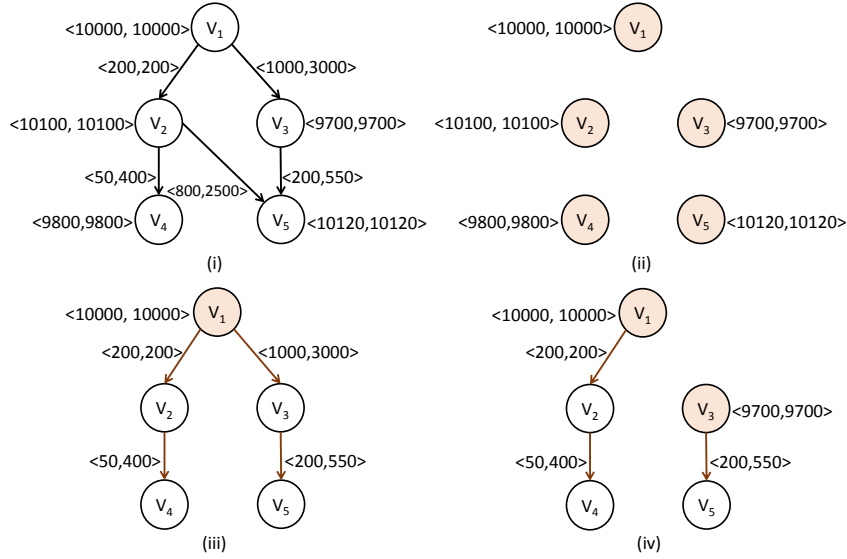 <10000, 10000> V1
<200,200> <1000,3000>
<10100, 10100> V2 V3 <9700,9700>
<50,400> <800,2500> <200,550>
<9800,9800> V4 V5 <10120,10120>
(i)
<10000, 10000> V1
<10100, 10100> V2 V3 <9700,9700>
<9800,9800> V4 V5 <10120,10120>
(ii)
<10000, 10000> V1
<200,200> <1000,3000>
V2 V3
<50,400> <200,550>
V4 V5
(iii)
<10000, 10000> V1
<200,200>
V2 V3 <9700,9700>
<50,400> <200,550>
V4 V5
(iv)